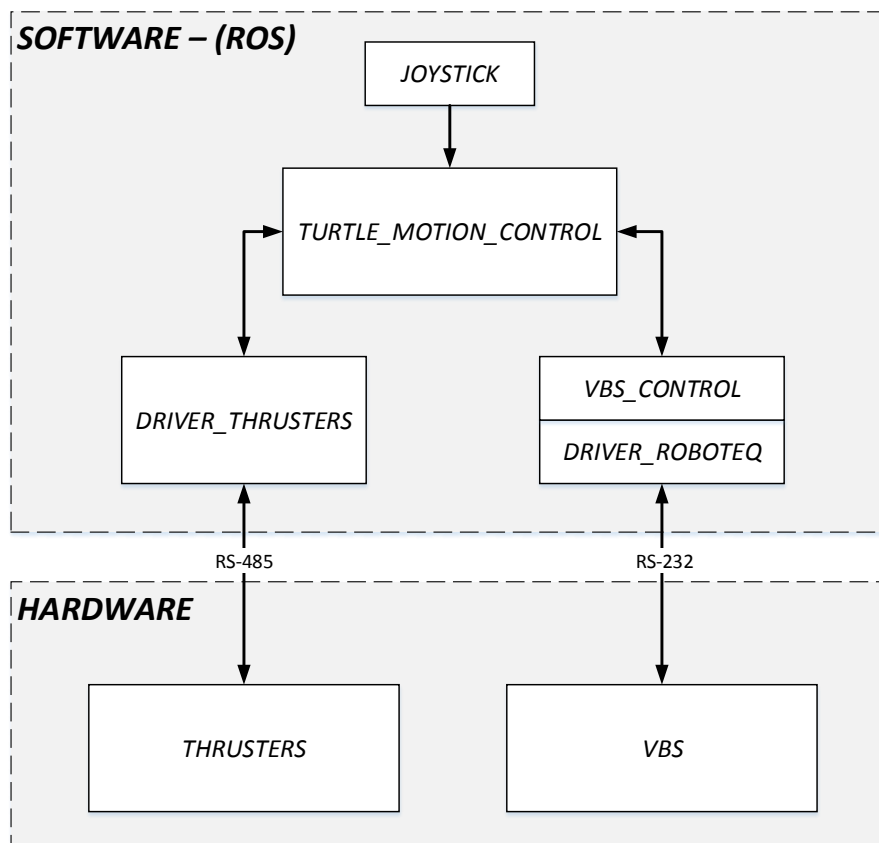 SOFTWARE – (ROS)
JOYSTICK
TURTLE_MOTION_CONTROL
DRIVER_THRUSTERS
VBS_CONTROL
DRIVER_ROBOTEQ
RS-485
RS-232
HARDWARE
THRUSTERS
VBS